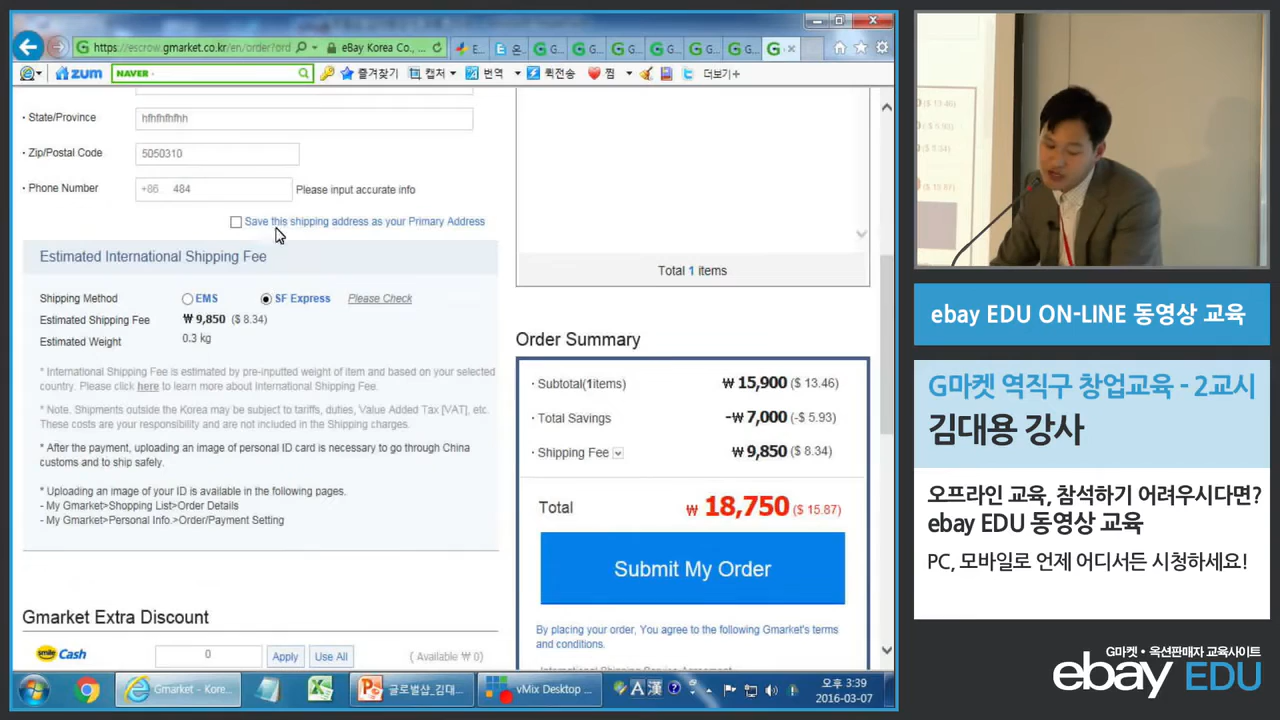 https://escrow.gmarket.co.kr/en/order?ord
eBay Korea Co., ...
E...
온
G...
G...
G...
G...
G...
G...
G
zum
NAVER
즐겨찾기
캡처
번역
퀵전송
찜
더보기+
· State/Province
hfhfhfhfhh
· Zip/Postal Code
5050310
· Phone Number
+86 484
Please input accurate info
Save this shipping address as your Primary Address
Estimated International Shipping Fee
Shipping Method
EMS
SF Express
Please Check
Estimated Shipping Fee
₩ 9,850 ($ 8.34)
Estimated Weight
0.3 kg
* International Shipping Fee is estimated by pre-inputted weight of item and based on your selected
country. Please click here to learn more about International Shipping Fee.
* Note. Shipments outside the Korea may be subject to tariffs, duties, Value Added Tax [VAT], etc.
These costs are your responsibility and are not included in the Shipping charges.
* After the payment, uploading an image of personal ID card is necessary to go through China
customs and to ship safely.
* Uploading an image of your ID is available in the following pages.
- My Gmarket>Shopping List>Order Details
- My Gmarket>Personal Info.>Order/Payment Setting
Gmarket Extra Discount
smile Cash
0
Apply
Use All
( Available ₩ 0)
Total 1 items
Order Summary
· Subtotal(1items)
₩ 15,900 ($ 13.46)
· Total Savings
-₩ 7,000 (-$ 5.93)
· Shipping Fee
₩ 9,850 ($ 8.34)
Total
₩ 18,750 ($ 15.87)
Submit My Order
By placing your order, You agree to the following Gmarket's terms
and conditions.
International Shipping Service Agreement
Gmarket - Kore...
글로벌샵_김대...
vMix Desktop ...
A 漢
오후 3:39
2016-03-07
ebay EDU ON-LINE 동영상 교육
G마켓 역직구 창업교육 - 2교시
김대용 강사
오프라인 교육, 참석하기 어려우시다면?
ebay EDU 동영상 교육
PC, 모바일로 언제 어디서든 시청하세요!
G마켓 · 옥션판매자 교육사이트
ebay EDU